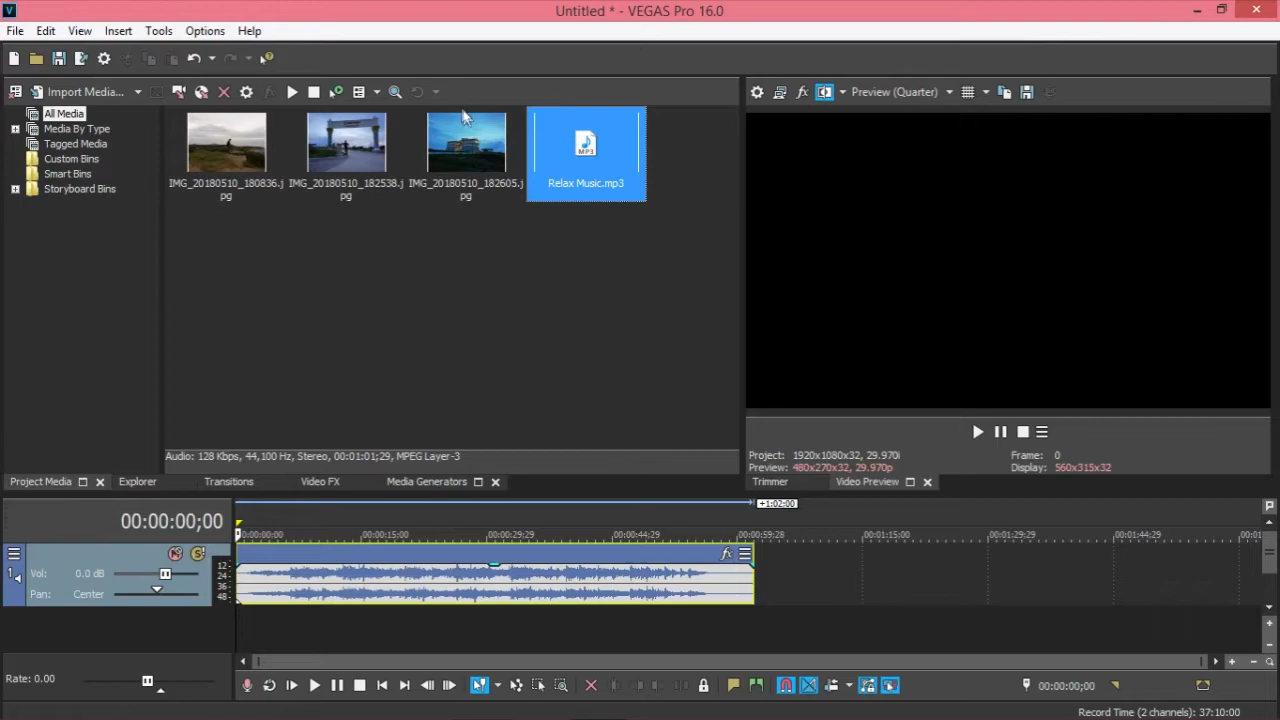 Untitled * - VEGAS Pro 16.0
File Edit View Insert Tools Options Help
Import Media...
Preview (Quarter)
All Media
Media By Type
Tagged Media
Custom Bins
Smart Bins
Storyboard Bins
IMG_20180510_180836.j
pg
IMG_20180510_182538.j
pg
IMG_20180510_182605.j
pg
MP3
Relax Music.mp3
Audio: 128 Kbps, 44,100 Hz, Stereo, 00:01:01;29, MPEG Layer-3
Project: 1920x1080x32, 29.970i
Frame: 0
Preview: 480x270x32, 29.970p
Display: 560x315x32
Project Media Explorer Transitions Video FX Media Generators
Trimmer Video Preview
+1:02:00
00:00:00;00
00:00:00;00 00:00:15;00 00:00:29;29 00:00:44;29 00:00:59;28 00:01:15;00 00:01:29;29 00:01:44;29
1
Vol: 0.0 dB
Pan: Center
12
24
36
48
fx
Rate: 0.00
00:00:00;00
Record Time (2 channels): 37:10:00